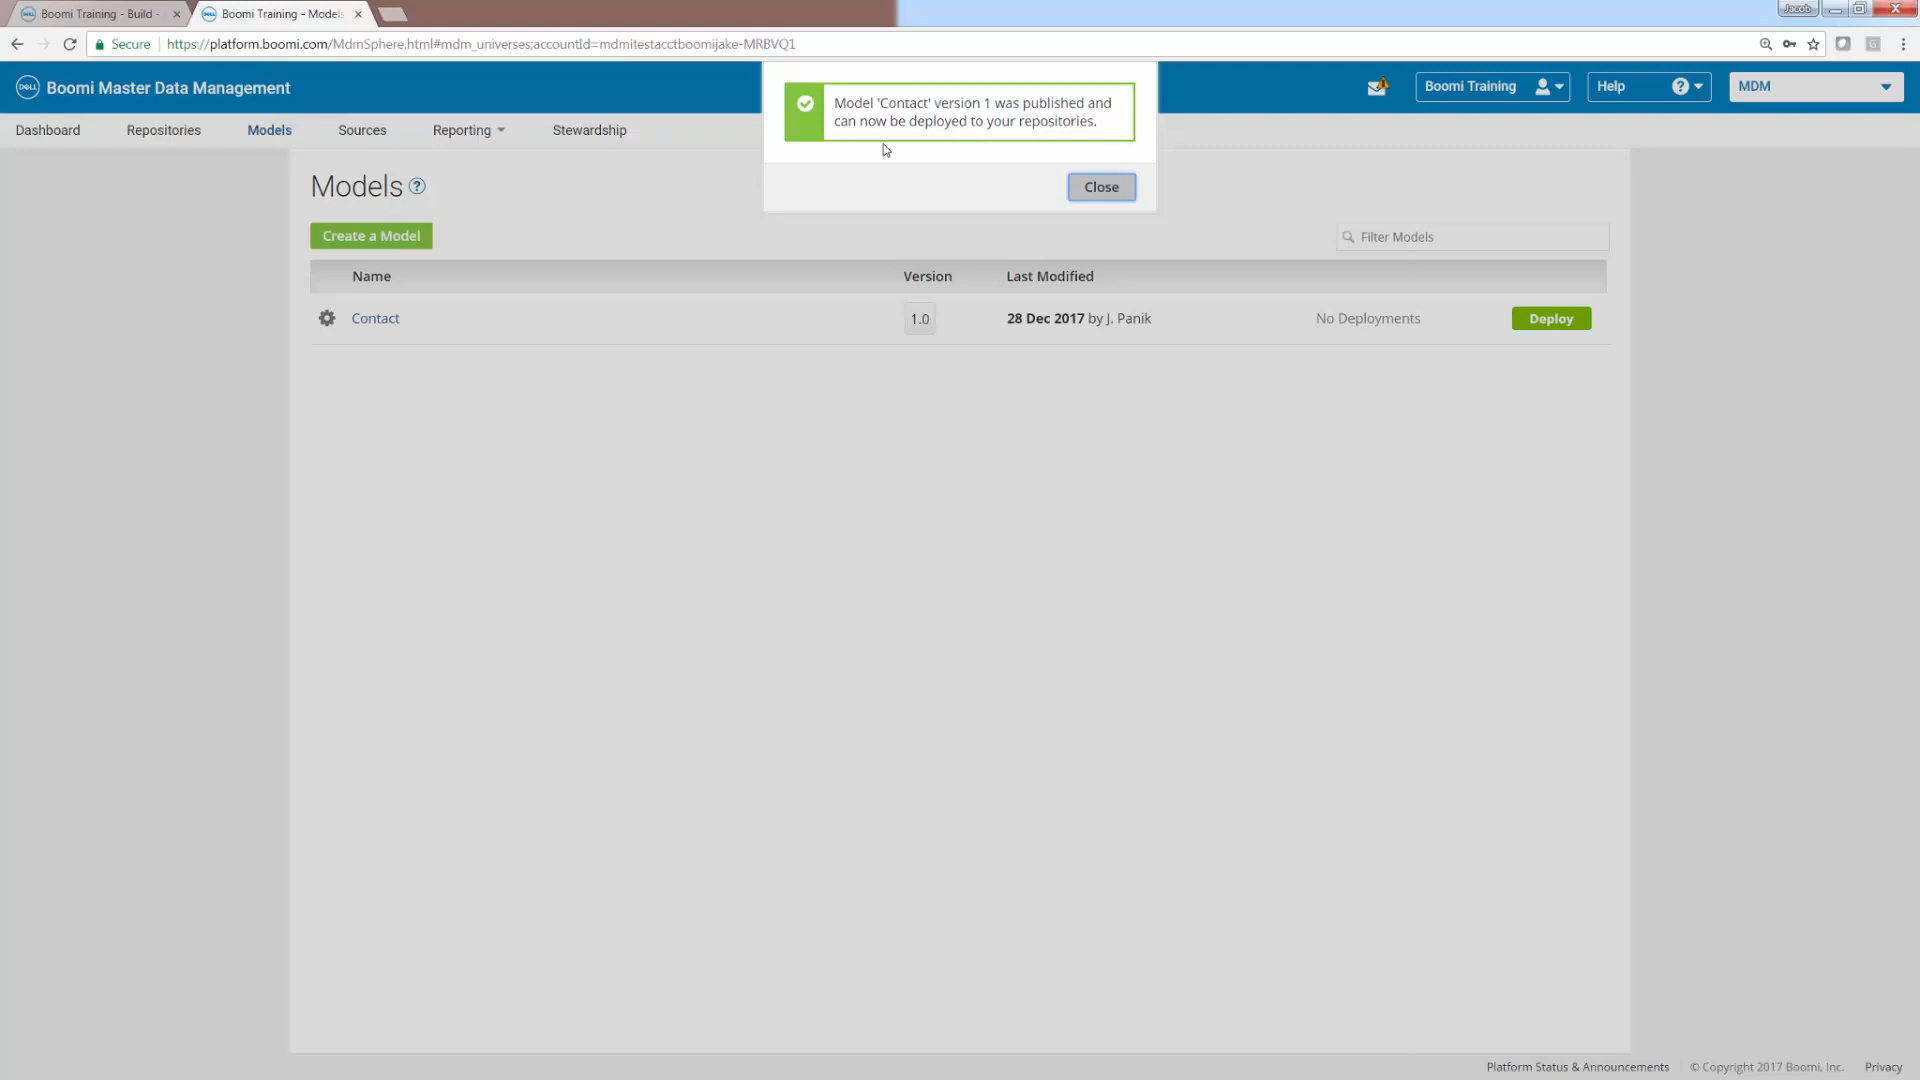 Boomi Training - Build -
Boomi Training - Models
Jacob
Secure
https://platform.boomi.com/MdmSphere.html#mdm_universes;accountId=mdmitestacctboomijake-MRBVQ1
DELL Boomi Master Data Management
Boomi Training
Help
MDM
Dashboard
Repositories
Models
Sources
Reporting
Stewardship
Model 'Contact' version 1 was published and
can now be deployed to your repositories.
Close
Models
Create a Model
Filter Models
Name
Version
Last Modified
Contact
1.0
28 Dec 2017 by J. Panik
No Deployments
Deploy
Platform Status & Announcements
© Copyright 2017 Boomi, Inc.
Privacy